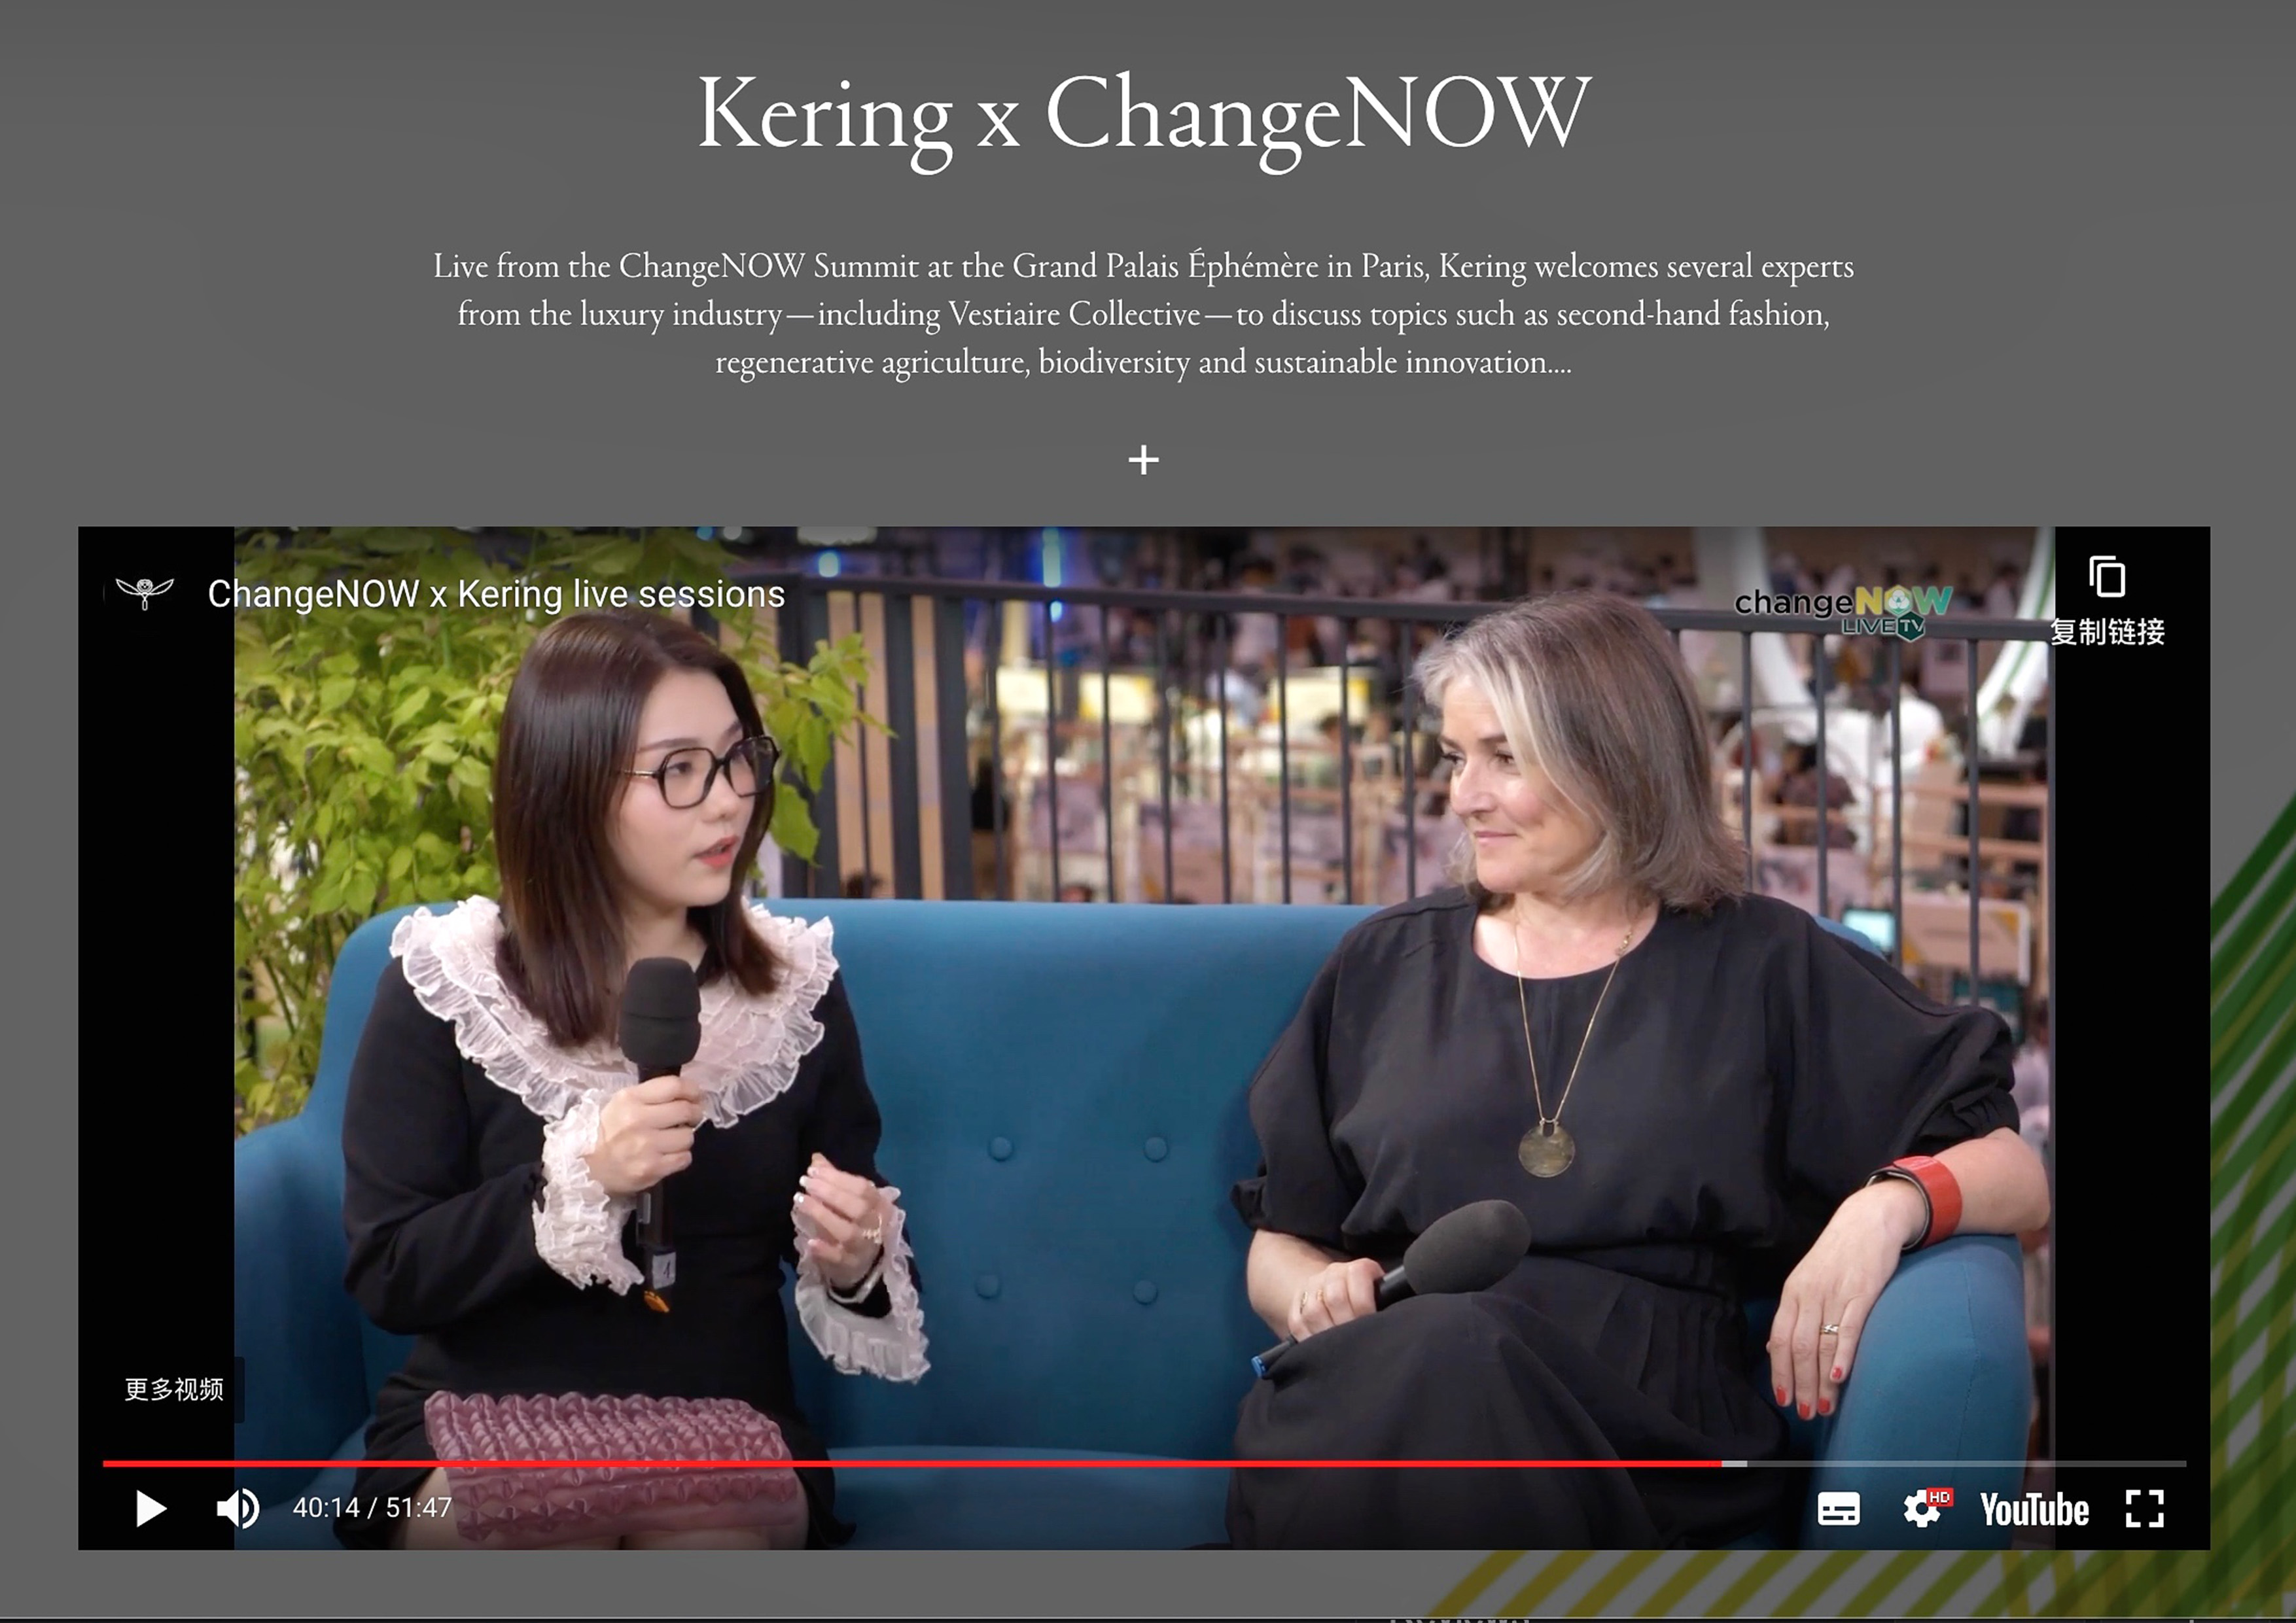 Kering x ChangeNOW
Live from the ChangeNOW Summit at the Grand Palais Éphémère in Paris, Kering welcomes several experts
from the luxury industry—including Vestiaire Collective—to discuss topics such as second-hand fashion,
regenerative agriculture, biodiversity and sustainable innovation....
+
ChangeNOW x Kering live sessions
changeNOW
LIVE TV
复制链接
更多视频
40:14 / 51:47
HD
YouTube